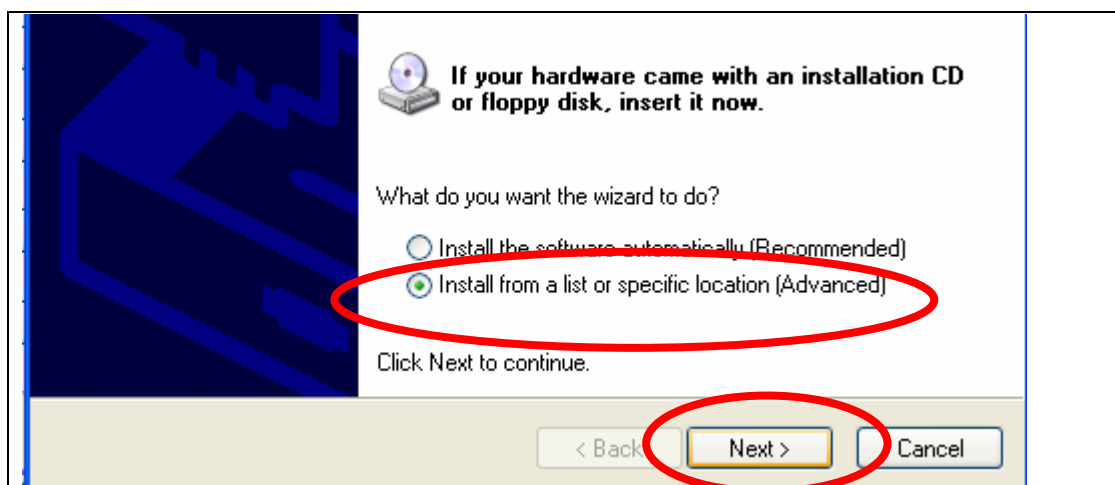 If your hardware came with an installation CD
or floppy disk, insert it now.
What do you want the wizard to do?
Install the software automatically (Recommended)
Install from a list or specific location (Advanced)
Click Next to continue.
< Back
Next >
Cancel